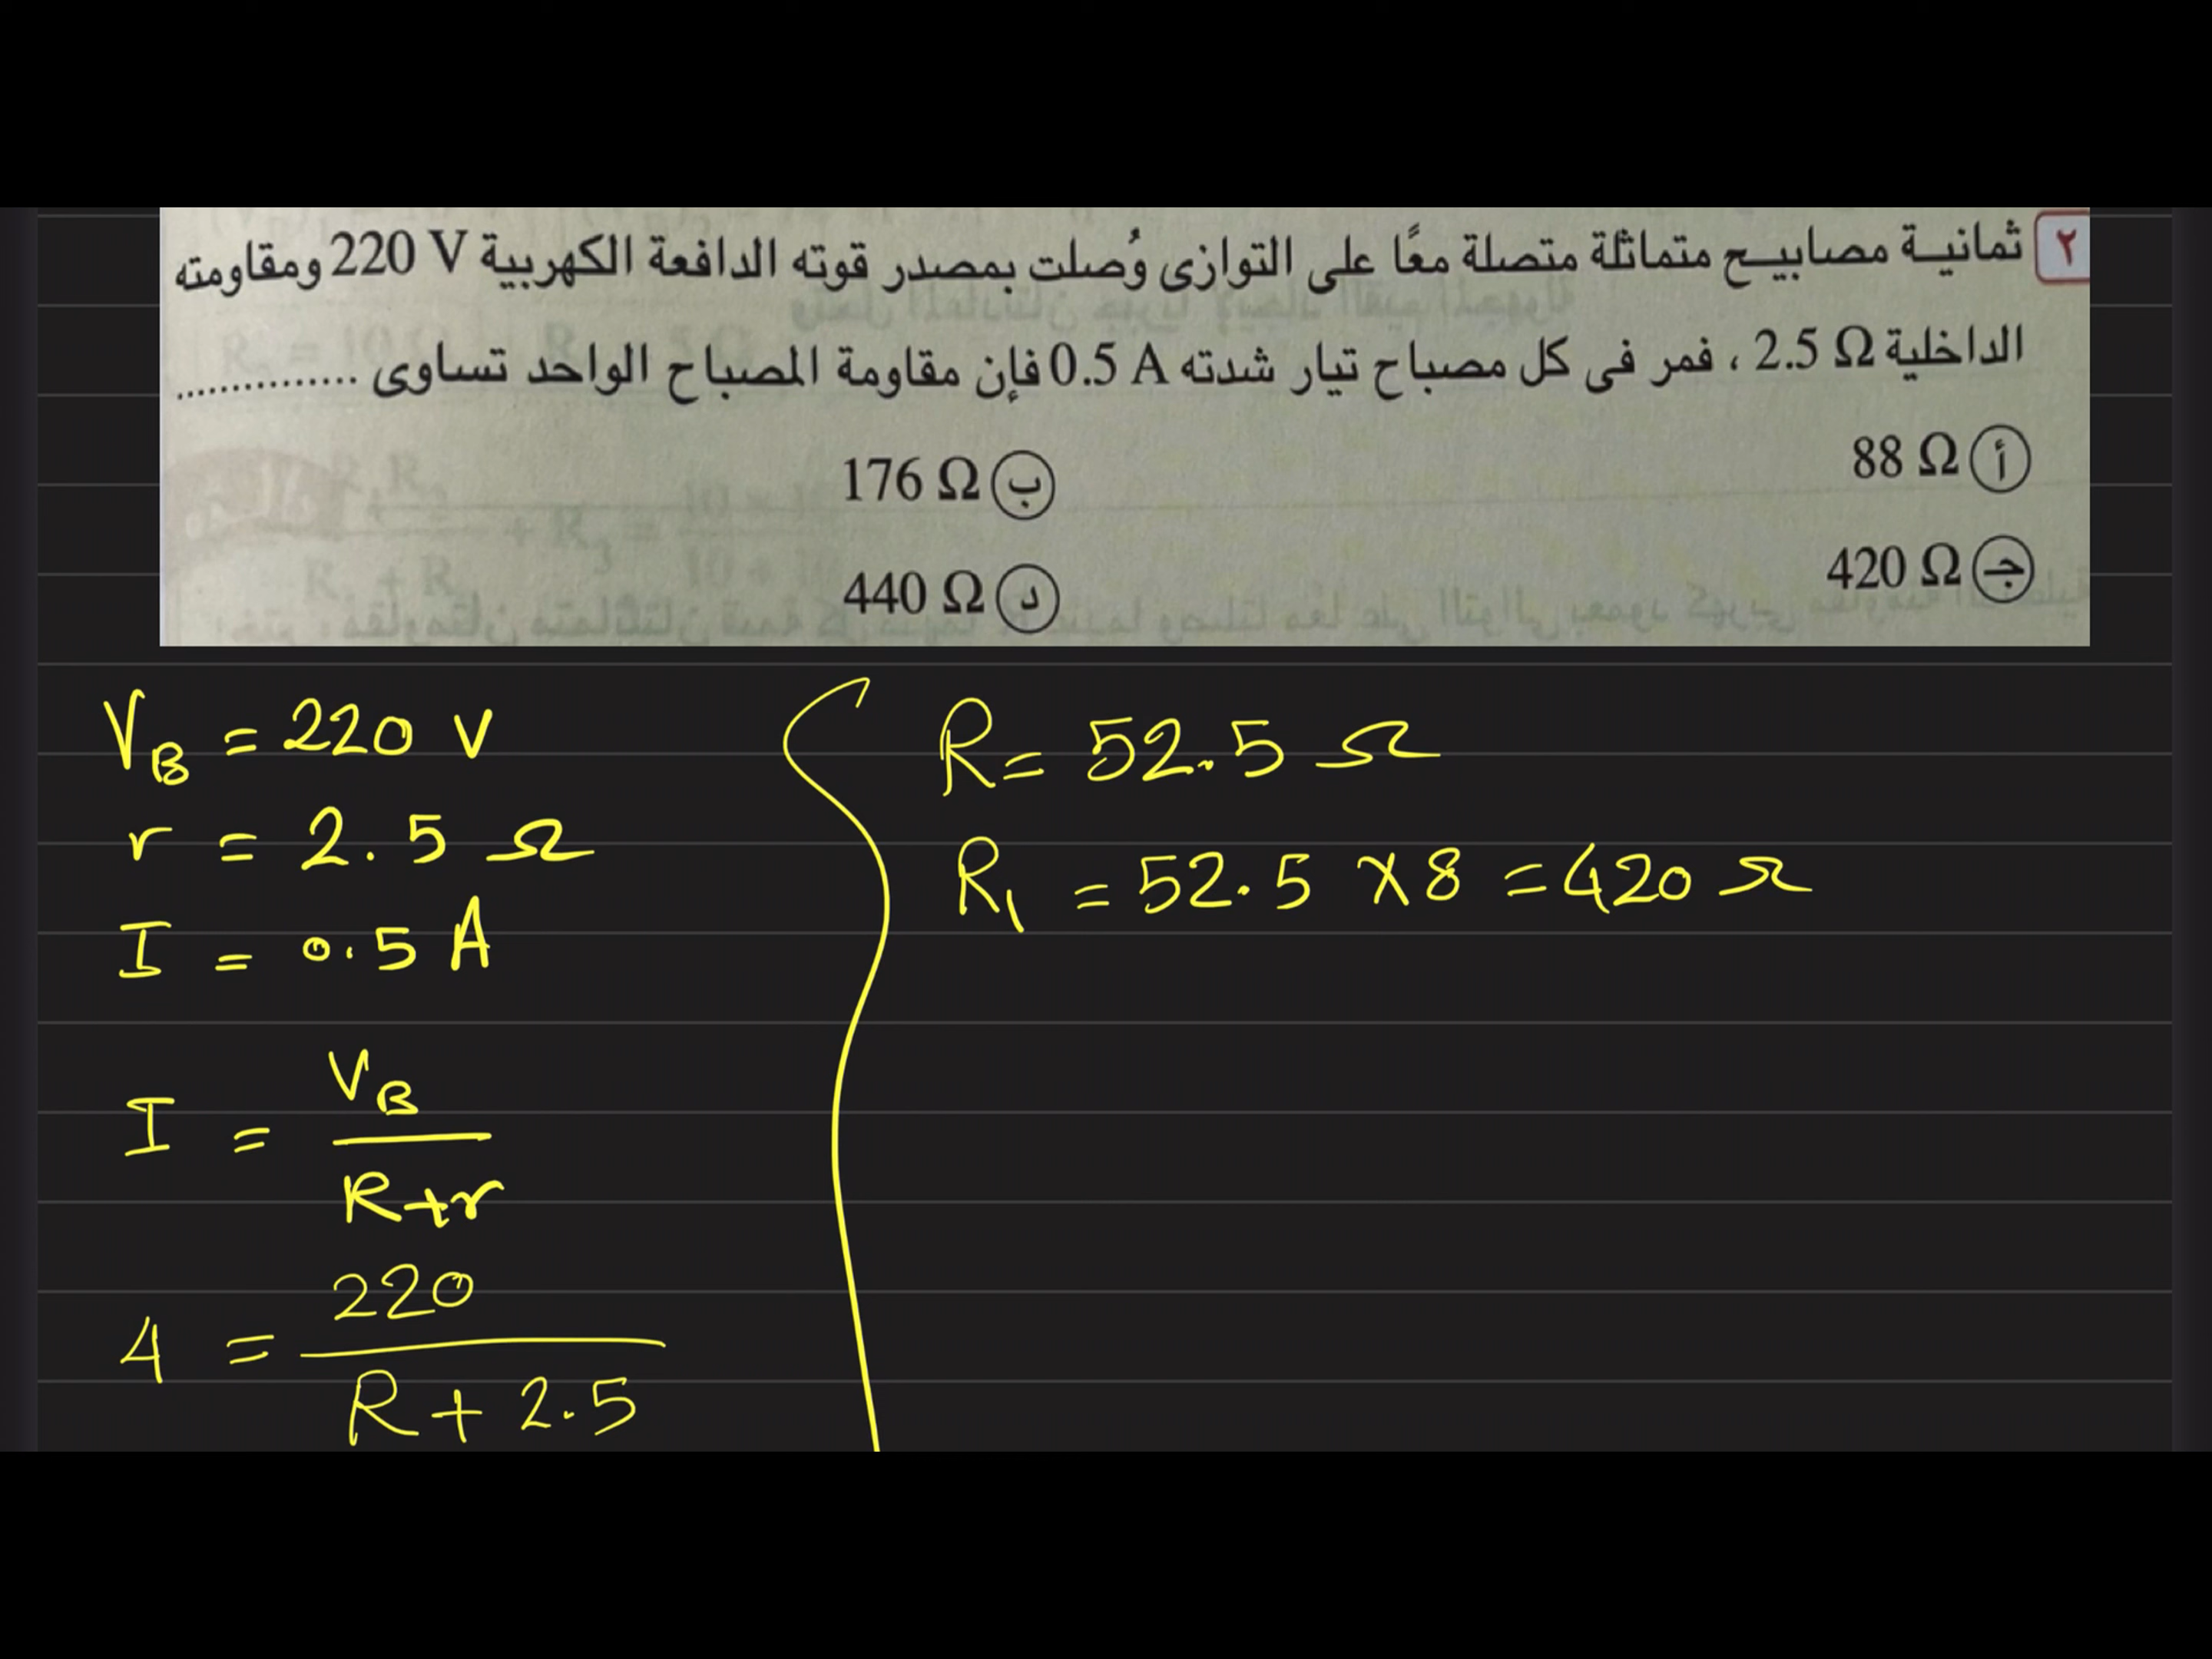 ٢ ثمانية مصابيح متماثلة متصلة معًا على التوازى وُصلت بمصدر قوته الدافعة الكهربية 220 V ومقاومته
الداخلية 2.5 Ω ، فمر فى كل مصباح تيار شدته 0.5 A فإن مقاومة المصباح الواحد تساوى ...............
أ 88 Ω
ب 176 Ω
جـ 420 Ω
د 440 Ω
V_B = 220 V
r = 2.5 Ω
I = 0.5 A
I = V_B / R+r
4 = 220 / R + 2.5
R = 52.5 Ω
R₁ = 52.5 × 8 = 420 Ω